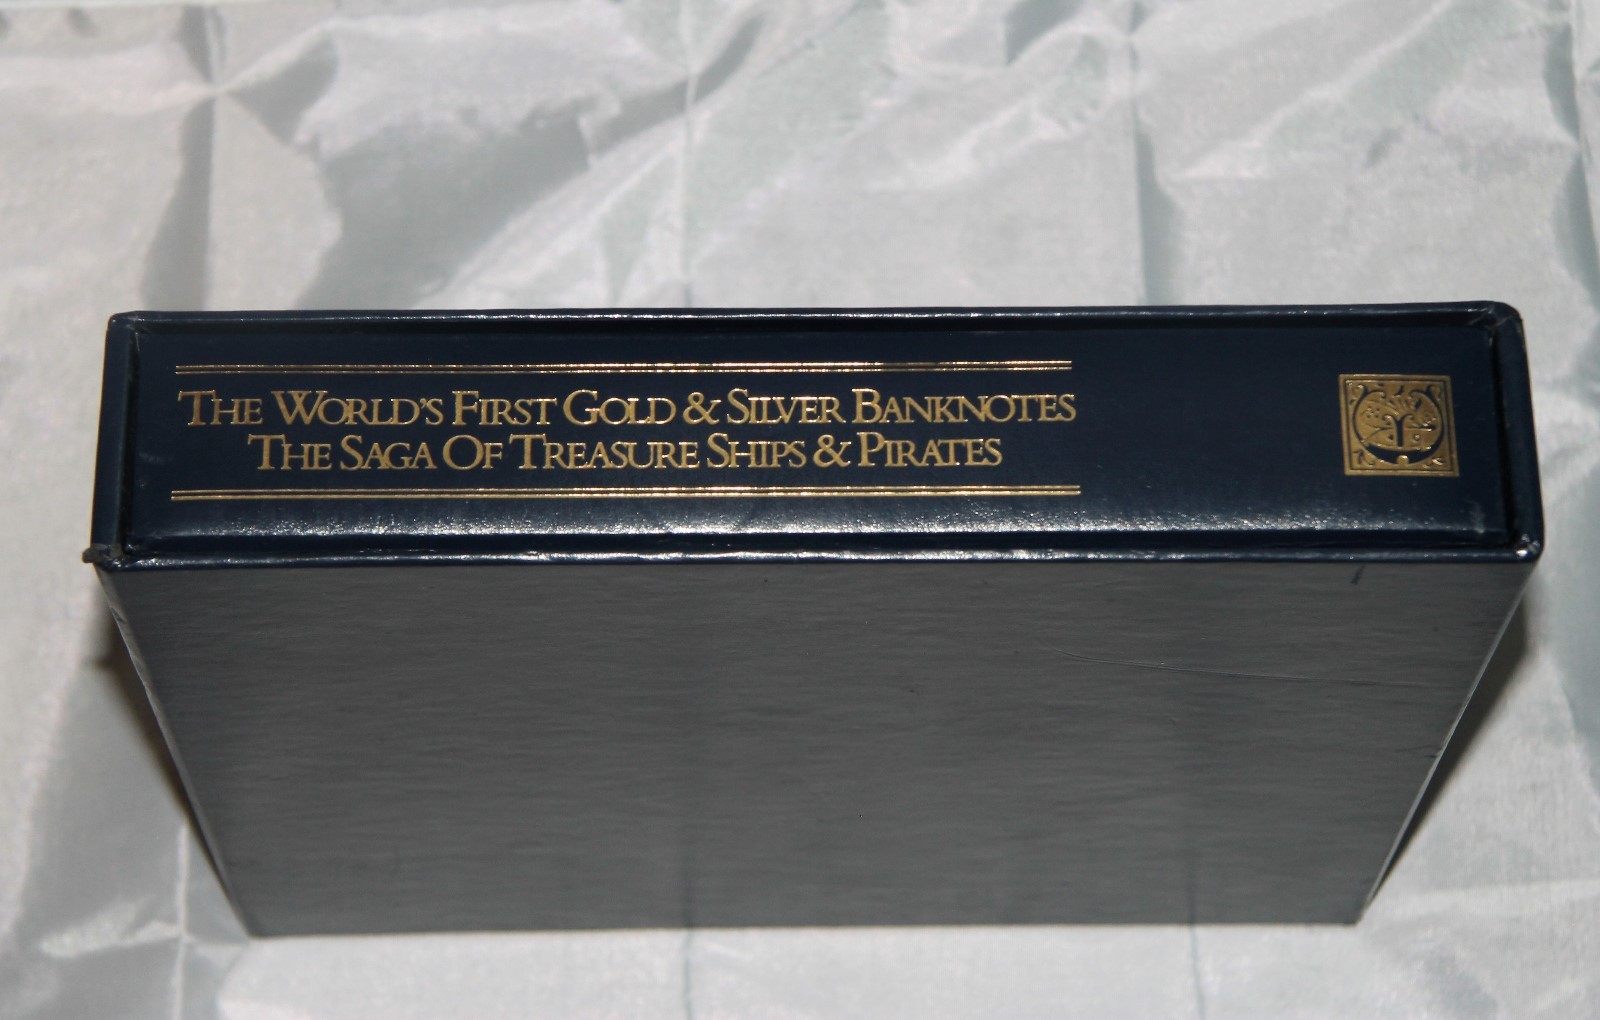 The World's First Gold & Silver Banknotes
The Saga Of Treasure Ships & Pirates